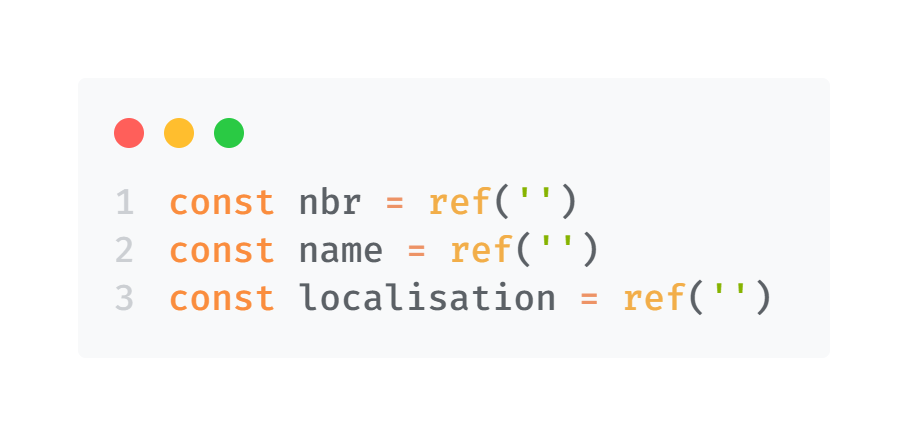 1 const nbr = ref('')
2 const name = ref('')
3 const localisation = ref('')